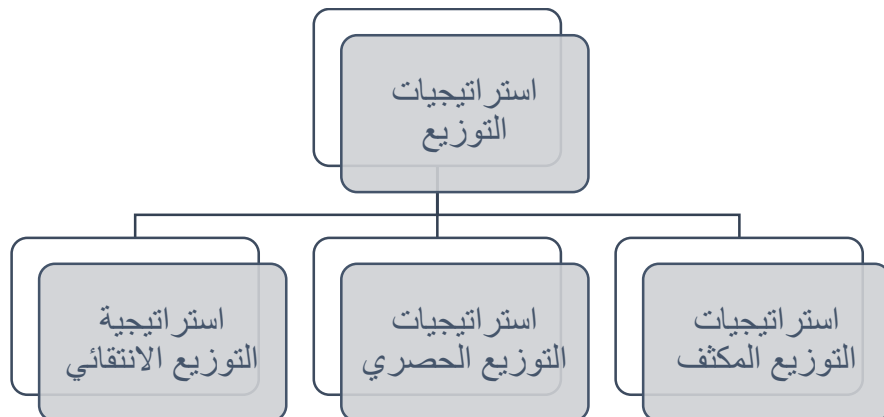 استراتيجيات
التوزيع
استراتيجيات
التوزيع المكثف
استراتيجيات
التوزيع الحصري
استراتيجية
التوزيع الانتقائي